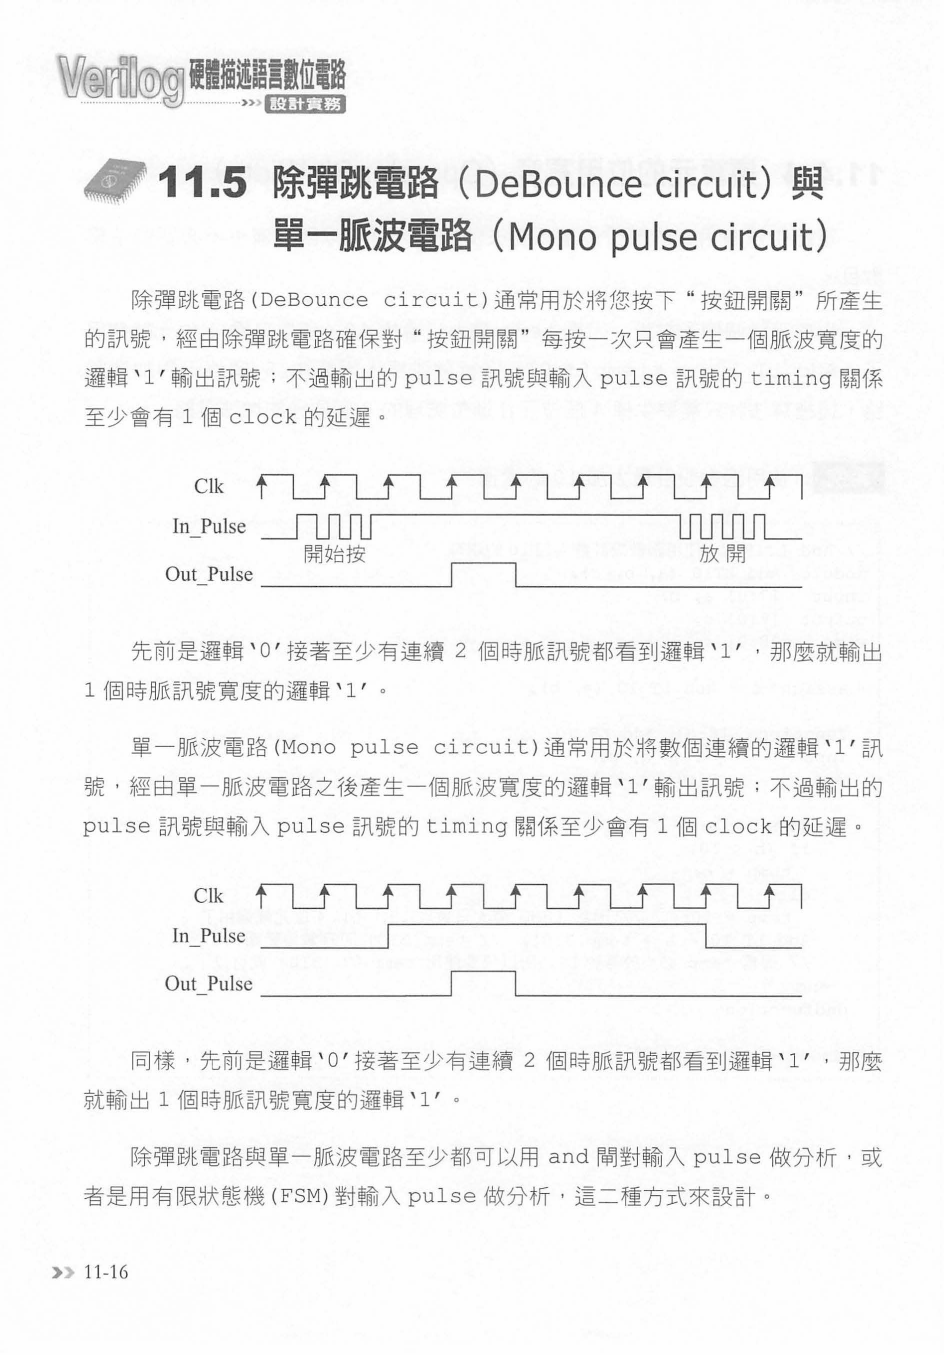 Verilog 硬體描述語言數位電路
>>> 設計實務
11.5 除彈跳電路（DeBounce circuit）與
單一脈波電路（Mono pulse circuit）
除彈跳電路(DeBounce circuit)通常用於將您按下“按鈕開關”所產生
的訊號，經由除彈跳電路確保對“按鈕開關”每按一次只會產生一個脈波寬度的
邏輯‵1′輸出訊號；不過輸出的 pulse 訊號與輸入 pulse 訊號的 timing 關係
至少會有 1 個 clock 的延遲。
Clk
In_Pulse
開始按
放 開
Out_Pulse
先前是邏輯‵0′接著至少有連續 2 個時脈訊號都看到邏輯‵1′，那麼就輸出
1 個時脈訊號寬度的邏輯‵1′。
單一脈波電路(Mono pulse circuit)通常用於將數個連續的邏輯‵1′訊
號，經由單一脈波電路之後產生一個脈波寬度的邏輯‵1′輸出訊號；不過輸出的
pulse 訊號與輸入 pulse 訊號的 timing 關係至少會有 1 個 clock 的延遲。
Clk
In_Pulse
Out_Pulse
同樣，先前是邏輯‵0′接著至少有連續 2 個時脈訊號都看到邏輯‵1′，那麼
就輸出 1 個時脈訊號寬度的邏輯‵1′。
除彈跳電路與單一脈波電路至少都可以用 and 閘對輸入 pulse 做分析，或
者是用有限狀態機(FSM)對輸入 pulse 做分析，這二種方式來設計。
>> 11-16